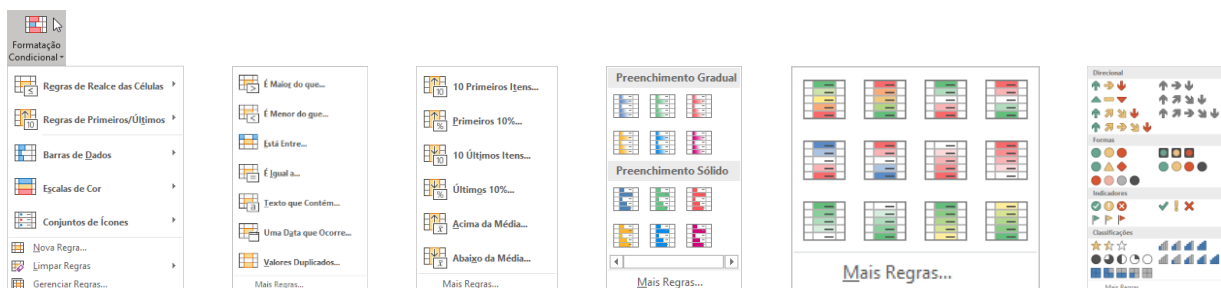 Formatação
Condicional
Regras de Realce das Células
Regras de Primeiros/Últimos
Barras de Dados
Escalas de Cor
Conjuntos de Ícones
Nova Regra...
Limpar Regras
Gerenciar Regras...
É Maior do que...
É Menor do que...
Está Entre...
É Igual a...
Texto que Contém...
Uma Data que Ocorre...
Valores Duplicados...
Mais Regras...
10 Primeiros Itens...
Primeiros 10%...
10 Últimos Itens...
Últimos 10%...
Acima da Média...
Abaixo da Média...
Mais Regras...
Preenchimento Gradual
Preenchimento Sólido
Mais Regras...
Mais Regras...
Direcional
Formas
Indicadores
Classificações
Mais Regras